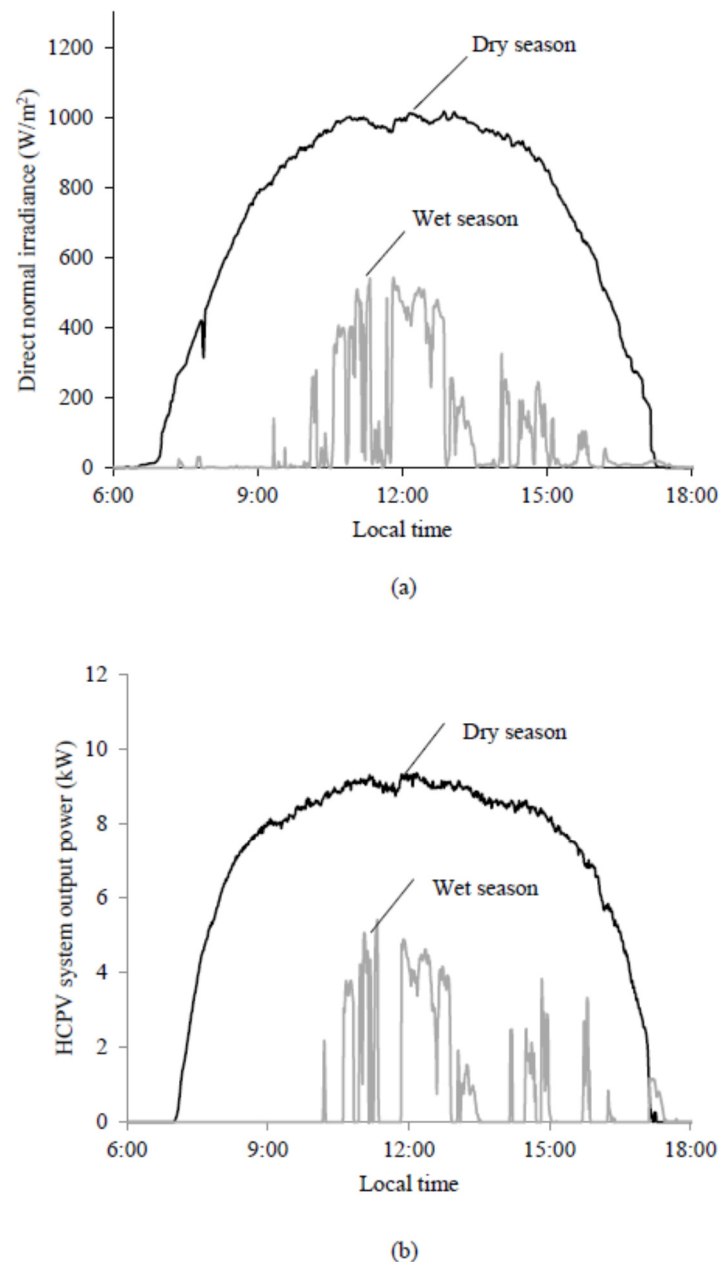 1200
1000
800
600
400
200
0
Direct normal irradiance (W/m²)
Dry season
Wet season
6:00 9:00 12:00 15:00 18:00
Local time
(a)
12
10
8
6
4
2
0
HCPV system output power (kW)
Dry season
Wet season
6:00 9:00 12:00 15:00 18:00
Local time
(b)